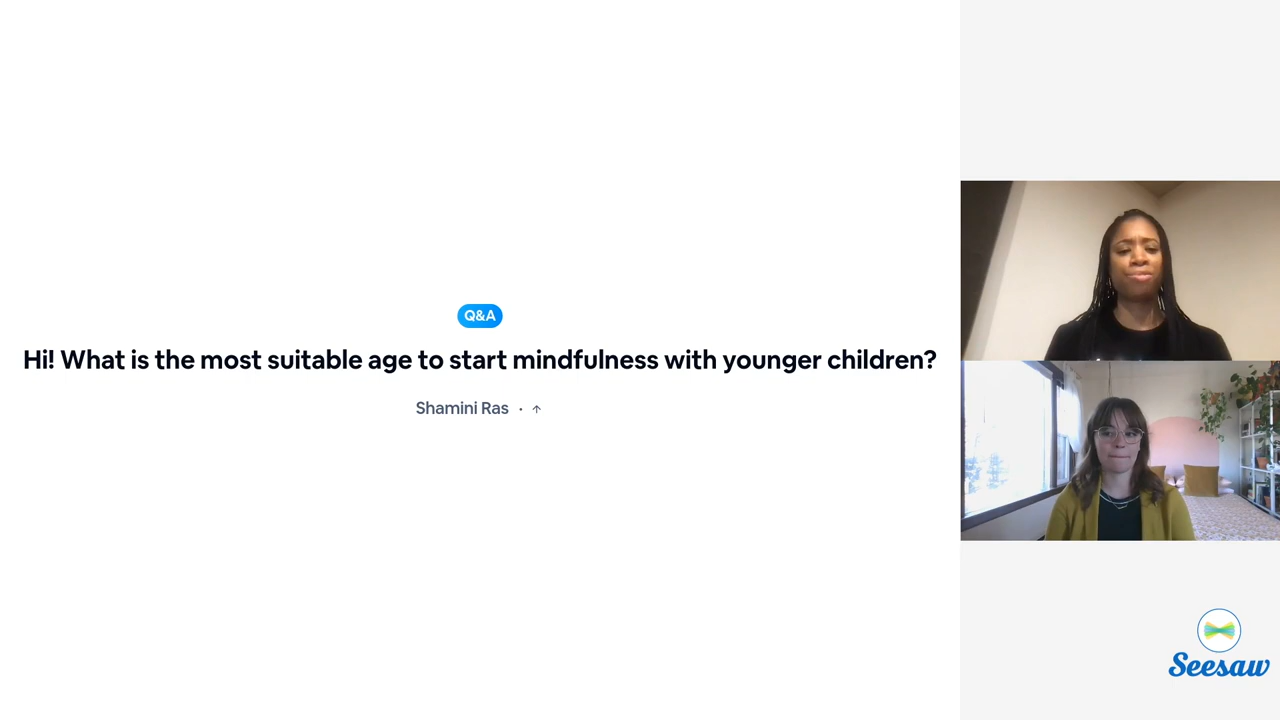 Q&A
Hi! What is the most suitable age to start mindfulness with younger children?
Shamini Ras · ↑
Seesaw